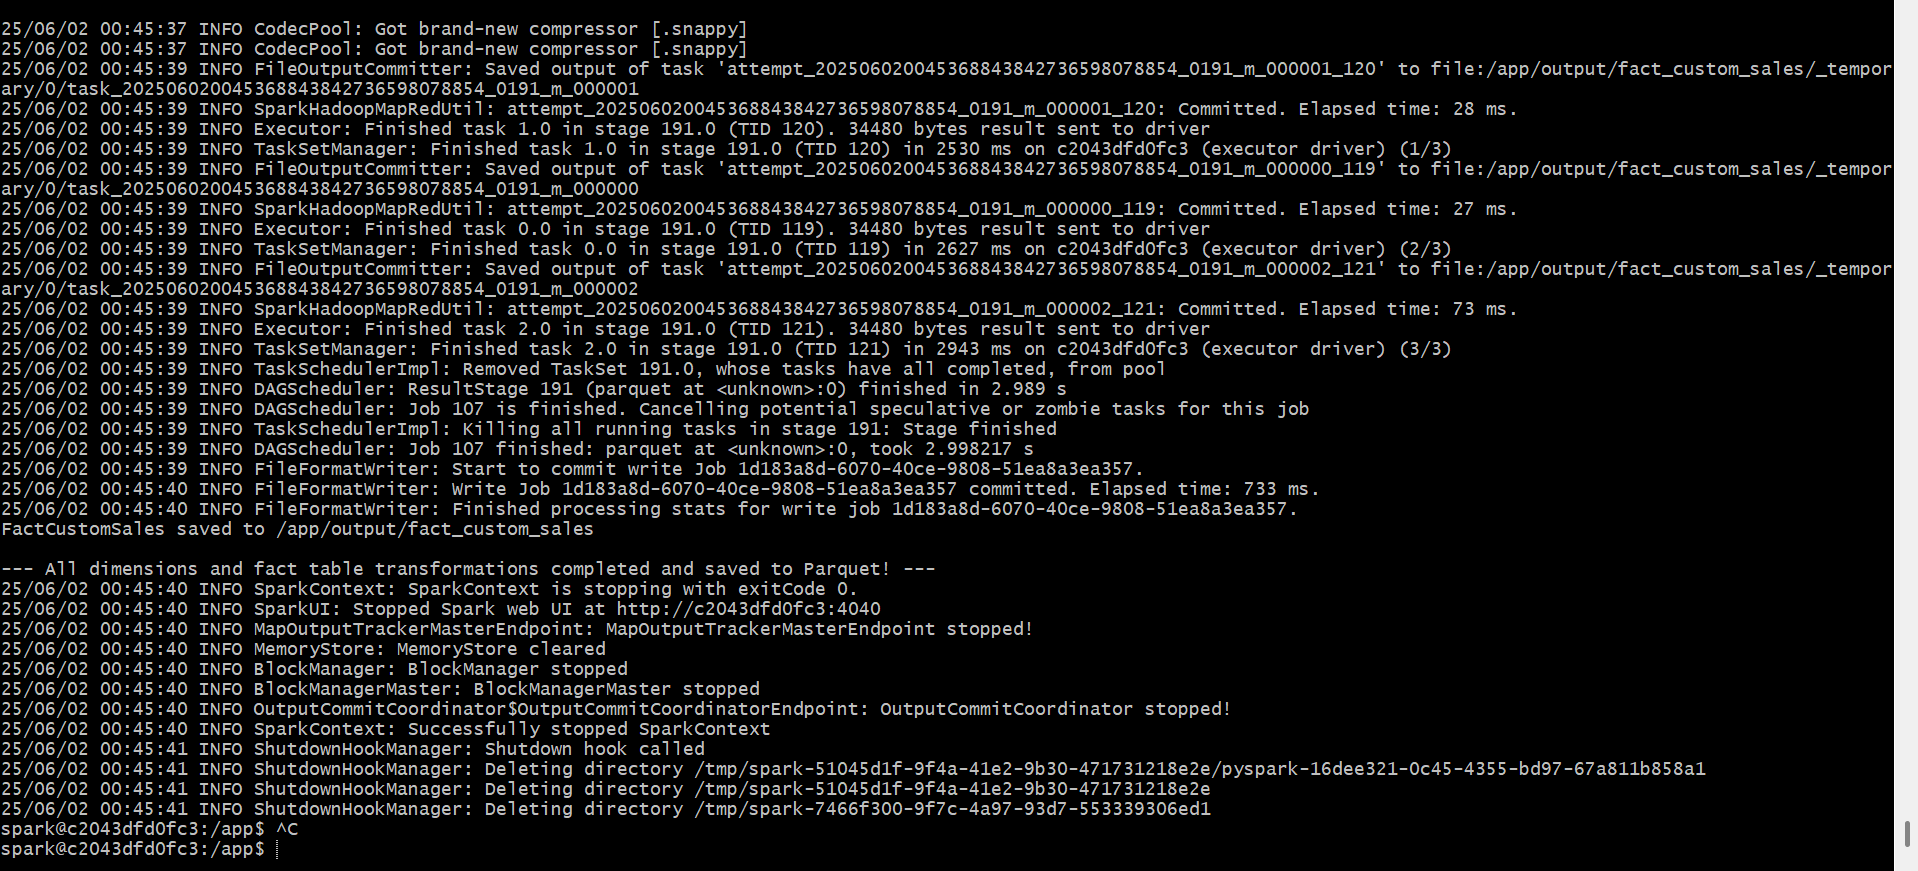 25/06/02 00:45:37 INFO CodecPool: Got brand-new compressor [.snappy]
25/06/02 00:45:37 INFO CodecPool: Got brand-new compressor [.snappy]
25/06/02 00:45:39 INFO FileOutputCommitter: Saved output of task 'attempt_202506020045368843842736598078854_0191_m_000001_120' to file:/app/output/fact_custom_sales/_tempor
ary/0/task_202506020045368843842736598078854_0191_m_000001
25/06/02 00:45:39 INFO SparkHadoopMapRedUtil: attempt_202506020045368843842736598078854_0191_m_000001_120: Committed. Elapsed time: 28 ms.
25/06/02 00:45:39 INFO Executor: Finished task 1.0 in stage 191.0 (TID 120). 34480 bytes result sent to driver
25/06/02 00:45:39 INFO TaskSetManager: Finished task 1.0 in stage 191.0 (TID 120) in 2530 ms on c2043dfd0fc3 (executor driver) (1/3)
25/06/02 00:45:39 INFO FileOutputCommitter: Saved output of task 'attempt_202506020045368843842736598078854_0191_m_000000_119' to file:/app/output/fact_custom_sales/_tempor
ary/0/task_202506020045368843842736598078854_0191_m_000000
25/06/02 00:45:39 INFO SparkHadoopMapRedUtil: attempt_202506020045368843842736598078854_0191_m_000000_119: Committed. Elapsed time: 27 ms.
25/06/02 00:45:39 INFO Executor: Finished task 0.0 in stage 191.0 (TID 119). 34480 bytes result sent to driver
25/06/02 00:45:39 INFO TaskSetManager: Finished task 0.0 in stage 191.0 (TID 119) in 2627 ms on c2043dfd0fc3 (executor driver) (2/3)
25/06/02 00:45:39 INFO FileOutputCommitter: Saved output of task 'attempt_202506020045368843842736598078854_0191_m_000002_121' to file:/app/output/fact_custom_sales/_tempor
ary/0/task_202506020045368843842736598078854_0191_m_000002
25/06/02 00:45:39 INFO SparkHadoopMapRedUtil: attempt_202506020045368843842736598078854_0191_m_000002_121: Committed. Elapsed time: 73 ms.
25/06/02 00:45:39 INFO Executor: Finished task 2.0 in stage 191.0 (TID 121). 34480 bytes result sent to driver
25/06/02 00:45:39 INFO TaskSetManager: Finished task 2.0 in stage 191.0 (TID 121) in 2943 ms on c2043dfd0fc3 (executor driver) (3/3)
25/06/02 00:45:39 INFO TaskSchedulerImpl: Removed TaskSet 191.0, whose tasks have all completed, from pool
25/06/02 00:45:39 INFO DAGScheduler: ResultStage 191 (parquet at <unknown>:0) finished in 2.989 s
25/06/02 00:45:39 INFO DAGScheduler: Job 107 is finished. Cancelling potential speculative or zombie tasks for this job
25/06/02 00:45:39 INFO TaskSchedulerImpl: Killing all running tasks in stage 191: Stage finished
25/06/02 00:45:39 INFO DAGScheduler: Job 107 finished: parquet at <unknown>:0, took 2.998217 s
25/06/02 00:45:39 INFO FileFormatWriter: Start to commit write Job 1d183a8d-6070-40ce-9808-51ea8a3ea357.
25/06/02 00:45:40 INFO FileFormatWriter: Write Job 1d183a8d-6070-40ce-9808-51ea8a3ea357 committed. Elapsed time: 733 ms.
25/06/02 00:45:40 INFO FileFormatWriter: Finished processing stats for write job 1d183a8d-6070-40ce-9808-51ea8a3ea357.
FactCustomSales saved to /app/output/fact_custom_sales
--- All dimensions and fact table transformations completed and saved to Parquet! ---
25/06/02 00:45:40 INFO SparkContext: SparkContext is stopping with exitCode 0.
25/06/02 00:45:40 INFO SparkUI: Stopped Spark web UI at http://c2043dfd0fc3:4040
25/06/02 00:45:40 INFO MapOutputTrackerMasterEndpoint: MapOutputTrackerMasterEndpoint stopped!
25/06/02 00:45:40 INFO MemoryStore: MemoryStore cleared
25/06/02 00:45:40 INFO BlockManager: BlockManager stopped
25/06/02 00:45:40 INFO BlockManagerMaster: BlockManagerMaster stopped
25/06/02 00:45:40 INFO OutputCommitCoordinator$OutputCommitCoordinatorEndpoint: OutputCommitCoordinator stopped!
25/06/02 00:45:40 INFO SparkContext: Successfully stopped SparkContext
25/06/02 00:45:41 INFO ShutdownHookManager: Shutdown hook called
25/06/02 00:45:41 INFO ShutdownHookManager: Deleting directory /tmp/spark-51045d1f-9f4a-41e2-9b30-471731218e2e/pyspark-16dee321-0c45-4355-bd97-67a811b858a1
25/06/02 00:45:41 INFO ShutdownHookManager: Deleting directory /tmp/spark-51045d1f-9f4a-41e2-9b30-471731218e2e
25/06/02 00:45:41 INFO ShutdownHookManager: Deleting directory /tmp/spark-7466f300-9f7c-4a97-93d7-553339306ed1
spark@c2043dfd0fc3:/app$ ^C
spark@c2043dfd0fc3:/app$